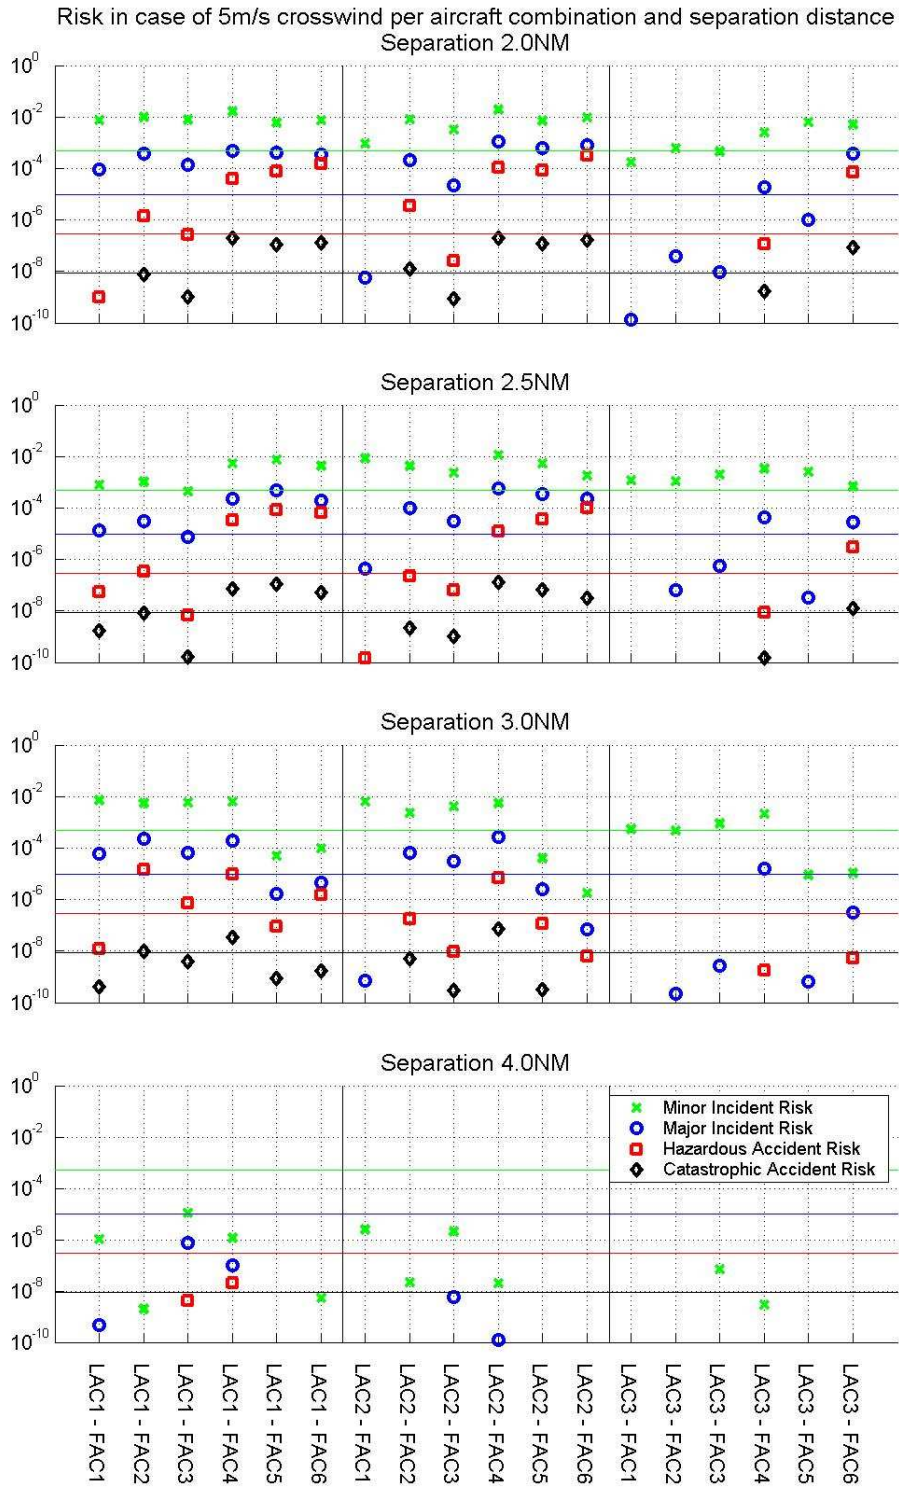 Risk in case of 5m/s crosswind per aircraft combination and separation distance
Separation 2.0NM
10^0
10^-2
10^-4
10^-6
10^-8
10^-10
Separation 2.5NM
10^0
10^-2
10^-4
10^-6
10^-8
10^-10
Separation 3.0NM
10^0
10^-2
10^-4
10^-6
10^-8
10^-10
Separation 4.0NM
10^0
10^-2
10^-4
10^-6
10^-8
10^-10
Minor Incident Risk
Major Incident Risk
Hazardous Accident Risk
Catastrophic Accident Risk
LAC1 - FAC1
LAC1 - FAC2
LAC1 - FAC3
LAC1 - FAC4
LAC1 - FAC5
LAC1 - FAC6
LAC2 - FAC1
LAC2 - FAC2
LAC2 - FAC3
LAC2 - FAC4
LAC2 - FAC5
LAC2 - FAC6
LAC3 - FAC1
LAC3 - FAC2
LAC3 - FAC3
LAC3 - FAC4
LAC3 - FAC5
LAC3 - FAC6